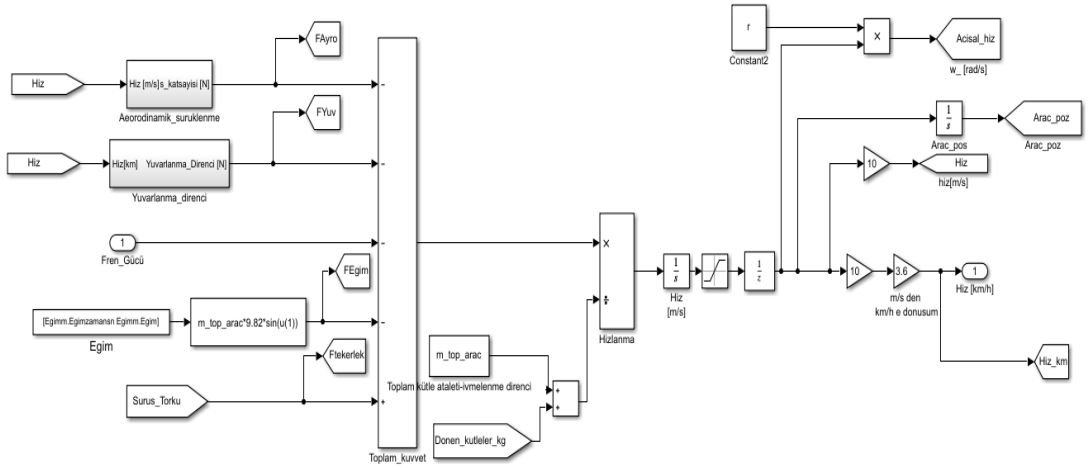 Hiz
Hiz [m/s]s_katsayisi [N]
Aeorodinamik_suruklenme
FAyro
Hiz
Hiz[km] Yuvarlanma_Direnci [N]
Yuvarlanma_direnci
FYuv
1
Fren_Gücü
FEgim
[Egimm.Egimzamansn Egimm.Egim]
Egim
m_top_arac*9.82*sin(u(1))
Ftekerlek
Surus_Torku
−
−
−
−
+
Toplam_kuvvet
m_top_arac
Toplam kütle ataleti-ivmelenme direnci
Donen_kutleler_kg
+
+
×
÷
Hizlanma
1
s
Hiz
[m/s]
1
z
r
Constant2
×
Acisal_hiz
w_ [rad/s]
1
s
Arac_pos
Arac_poz
Arac_poz
10
Hiz
hiz[m/s]
10
3.6
m/s den
km/h e donusum
1
Hiz [km/h]
Hiz_km